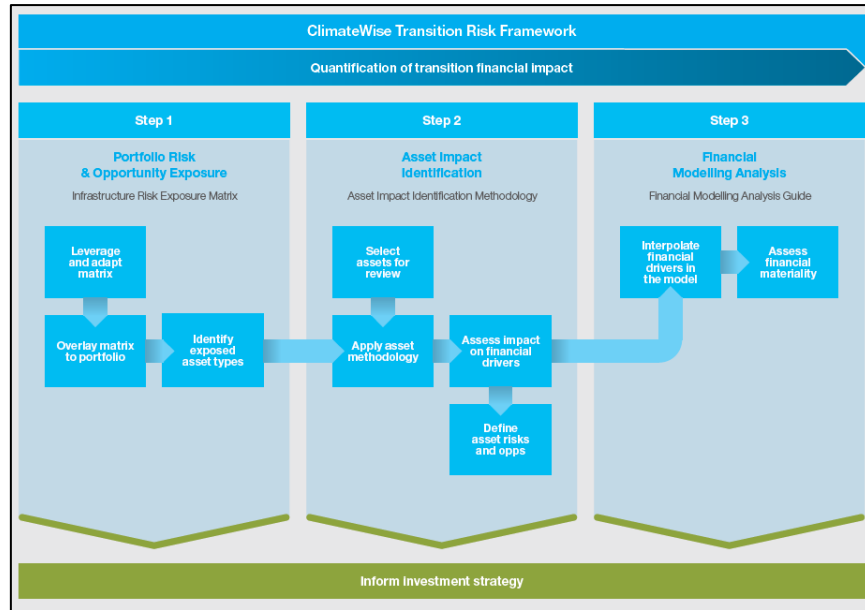 ClimateWise Transition Risk Framework
Quantification of transition financial impact
Step 1
Portfolio Risk
& Opportunity Exposure
Infrastructure Risk Exposure Matrix
Leverage
and adapt
matrix
Overlay matrix
to portfolio
Identify
exposed
asset types
Step 2
Asset Impact
Identification
Asset Impact Identification Methodology
Select
assets for
review
Apply asset
methodology
Assess impact
on financial
drivers
Define
asset risks
and opps
Step 3
Financial
Modelling Analysis
Financial Modelling Analysis Guide
Interpolate
financial
drivers in
the model
Assess
financial
materiality
Inform investment strategy